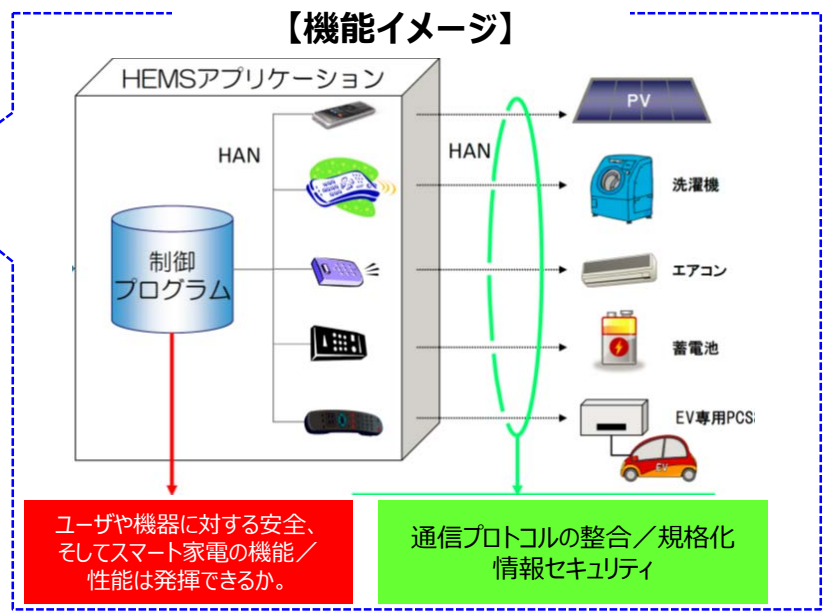 【機能イメージ】
HEMSアプリケーション
HAN
HAN
制御
プログラム
PV
洗濯機
エアコン
蓄電池
EV専用PCS
EV
ユーザや機器に対する安全、
そしてスマート家電の機能／
性能は発揮できるか。
通信プロトコルの整合／規格化
情報セキュリティ